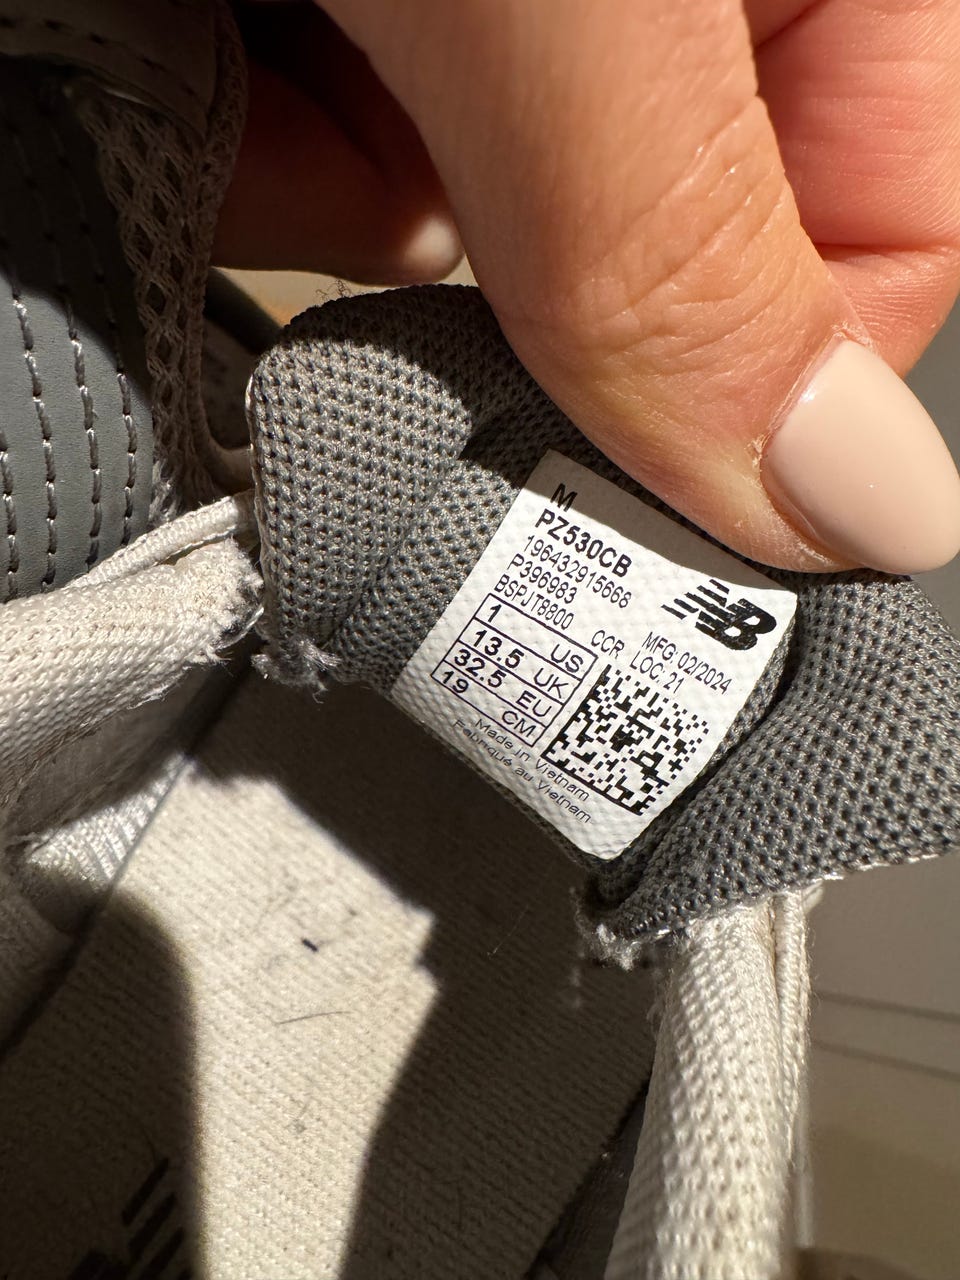 M
PZ530CB
196432915668
P396983
BSPJT8800
CCR
MFG: 02/2024
LOC: 21
1 US
13.5 UK
32.5 EU
19 CM
Made in Vietnam
Fabriqué au Vietnam
NB